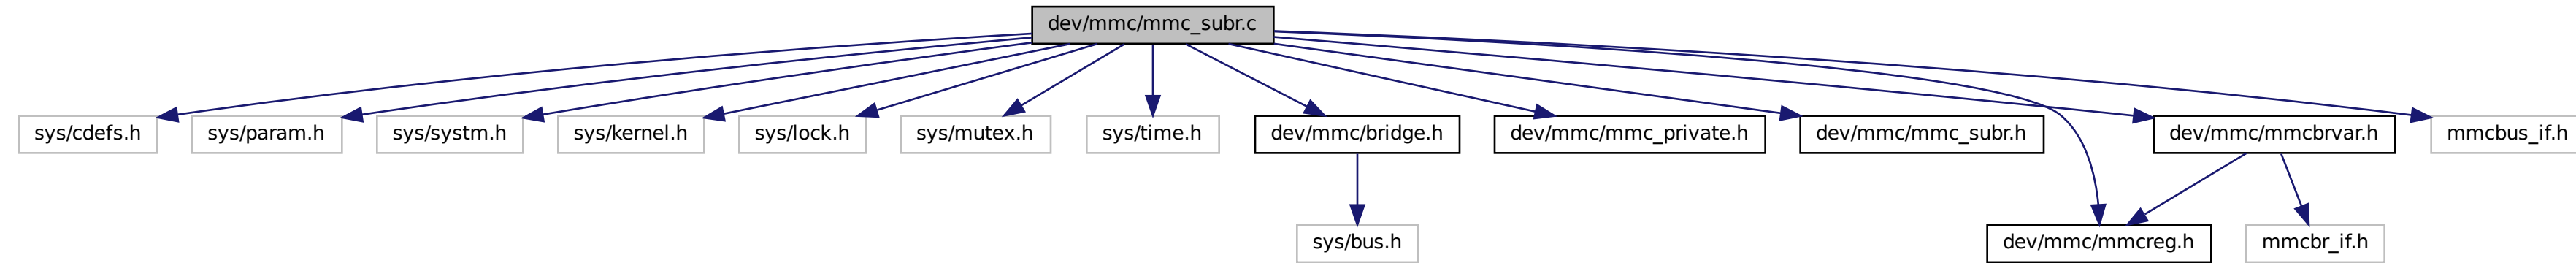 dev/mmc/mmc_subr.c
sys/cdefs.h
sys/param.h
sys/systm.h
sys/kernel.h
sys/lock.h
sys/mutex.h
sys/time.h
dev/mmc/bridge.h
dev/mmc/mmc_private.h
dev/mmc/mmc_subr.h
dev/mmc/mmcbrvar.h
mmcbus_if.h
sys/bus.h
dev/mmc/mmcreg.h
mmcbr_if.h